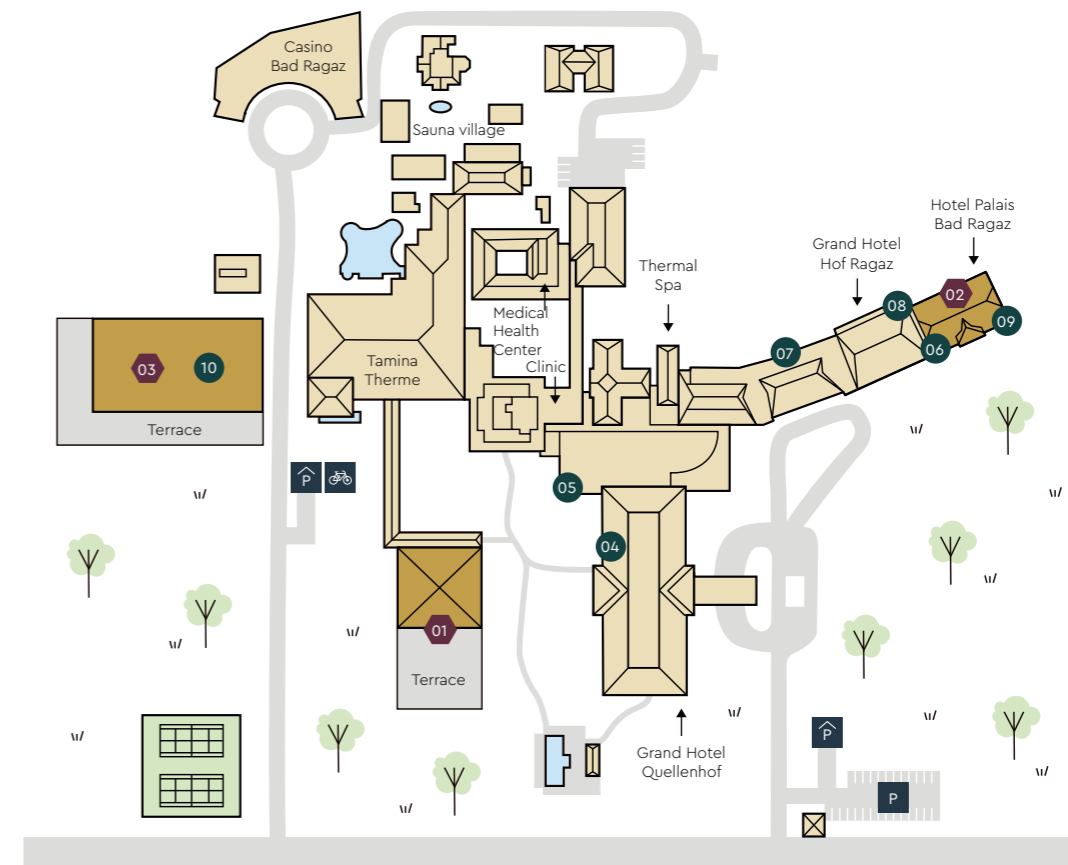 Casino
Bad Ragaz
Sauna village
Hotel Palais
Bad Ragaz
Grand Hotel
Hof Ragaz
Thermal
Spa
02
08
09
06
07
Medical
Health
Center
Clinic
Tamina
Therme
03
10
Terrace
P
05
04
01
Terrace
Grand Hotel
Quellenhof
P
P